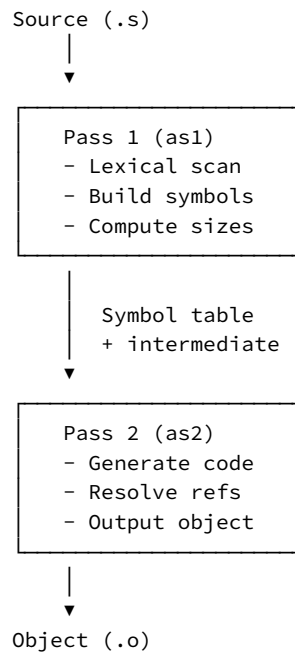 Source (.s)
Pass 1 (as1)
- Lexical scan
- Build symbols
- Compute sizes
Symbol table
+ intermediate
Pass 2 (as2)
- Generate code
- Resolve refs
- Output object
Object (.o)